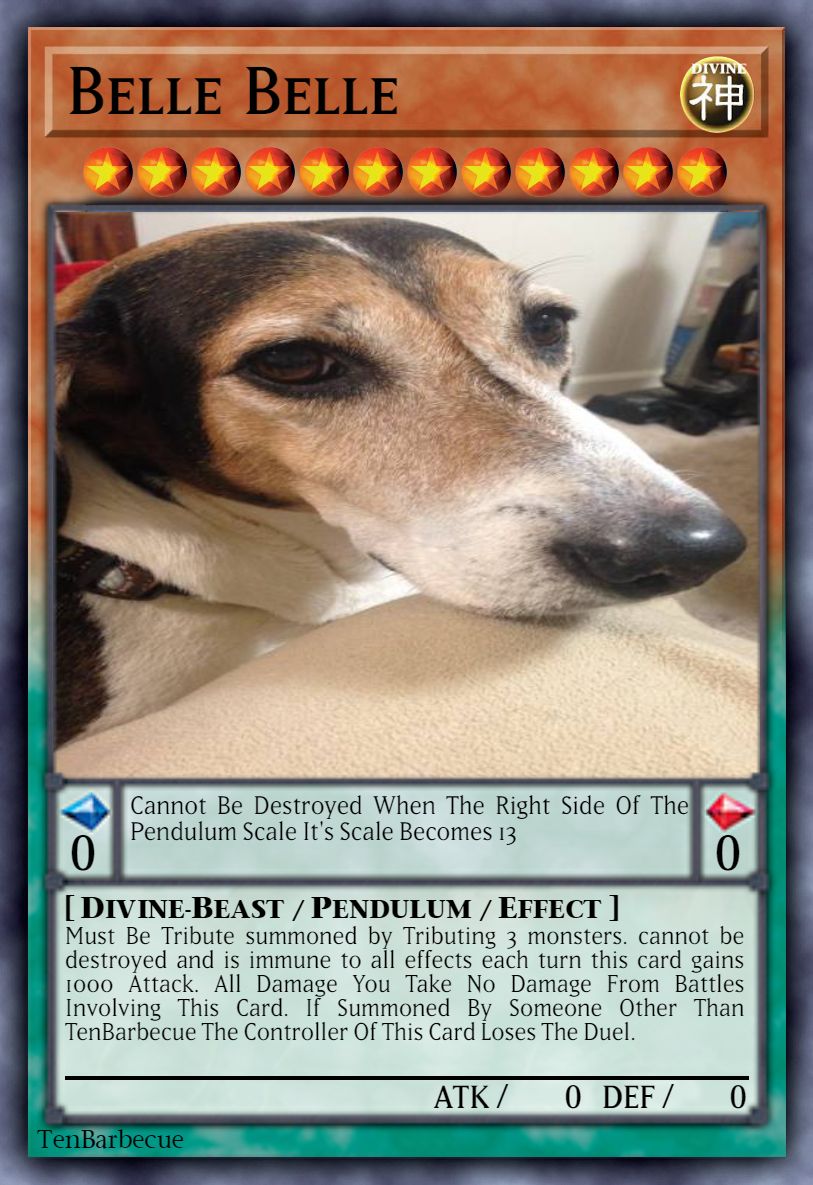 Belle Belle
DIVINE
神
Cannot Be Destroyed When The Right Side Of The
Pendulum Scale It's Scale Becomes 13
0
0
[ Divine-Beast / Pendulum / Effect ]
Must Be Tribute summoned by Tributing 3 monsters. cannot be
destroyed and is immune to all effects each turn this card gains
1000 Attack. All Damage You Take No Damage From Battles
Involving This Card. If Summoned By Someone Other Than
TenBarbecue The Controller Of This Card Loses The Duel.
ATK / 0 DEF / 0
TenBarbecue